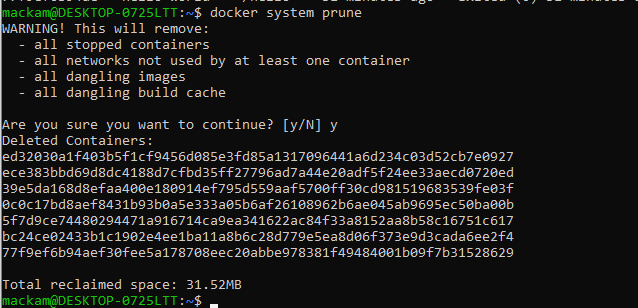 mackam@DESKTOP-0725LTT:~$ docker system prune
WARNING! This will remove:
  - all stopped containers
  - all networks not used by at least one container
  - all dangling images
  - all dangling build cache

Are you sure you want to continue? [y/N] y
Deleted Containers:
ed32030a1f403b5f1cf9456d085e3fd85a1317096441a6d234c03d52cb7e0927
ece383bbd69d8dc4188d7cfbd35ff27796ad7a44e20adf5f24ee33aecd0720ed
39e5da168d8efaa400e180914ef795d559aaf5700ff30cd981519683539fe03f
0c0c17bd8aef8431b93b0a5e333a05b6af26108962b6ae045ab9695ec50ba00b
5f7d9ce74480294471a916714ca9ea341622ac84f33a8152aa8b58c16751c617
bc24ce02433b1c1902e4ee1ba11a8b6c28d779e5ea8d06f373e9d3cada6ee2f4
77f9ef6b94aef30fee5a178708eec20abbe978381f49484001b09f7b31528629

Total reclaimed space: 31.52MB
mackam@DESKTOP-0725LTT:~$